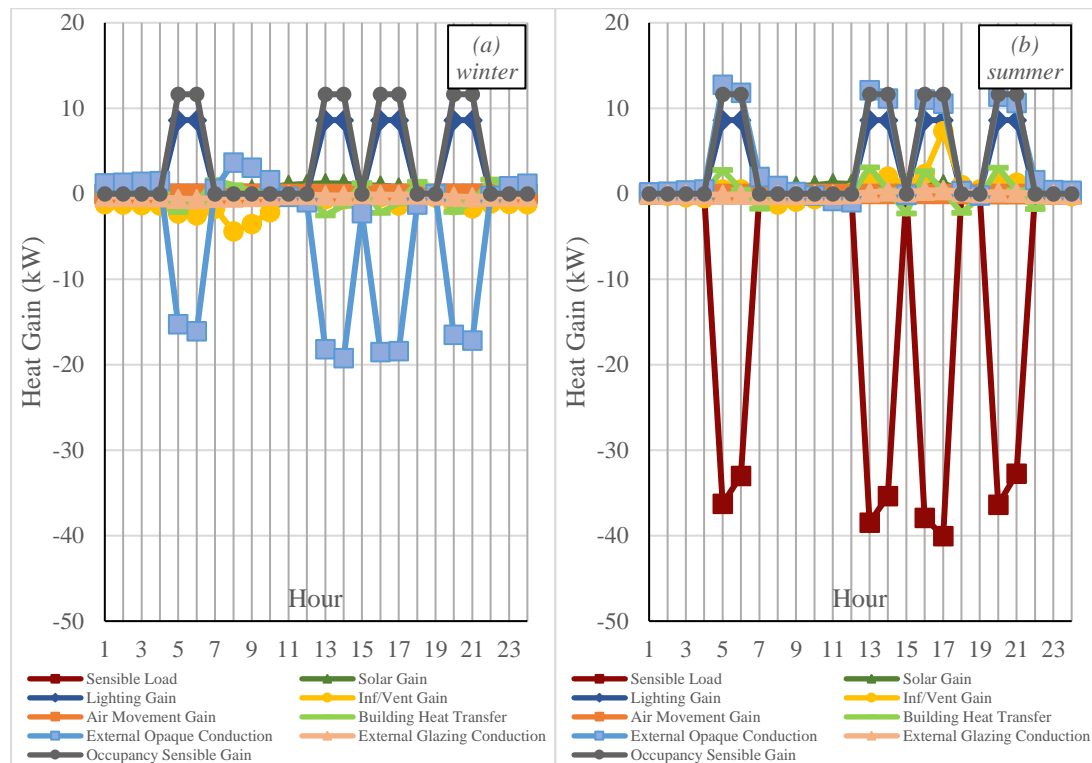 20
10
0
-10
-20
-30
-40
-50
Heat Gain (kW)
(a)
winter
Hour
1 3 5 7 9 11 13 15 17 19 21 23
Sensible Load
Solar Gain
Lighting Gain
Inf/Vent Gain
Air Movement Gain
Building Heat Transfer
External Opaque Conduction
External Glazing Conduction
Occupancy Sensible Gain
20
10
0
-10
-20
-30
-40
-50
Heat Gain (kW)
(b)
summer
Hour
1 3 5 7 9 11 13 15 17 19 21 23
Sensible Load
Solar Gain
Lighting Gain
Inf/Vent Gain
Air Movement Gain
Building Heat Transfer
External Opaque Conduction
External Glazing Conduction
Occupancy Sensible Gain